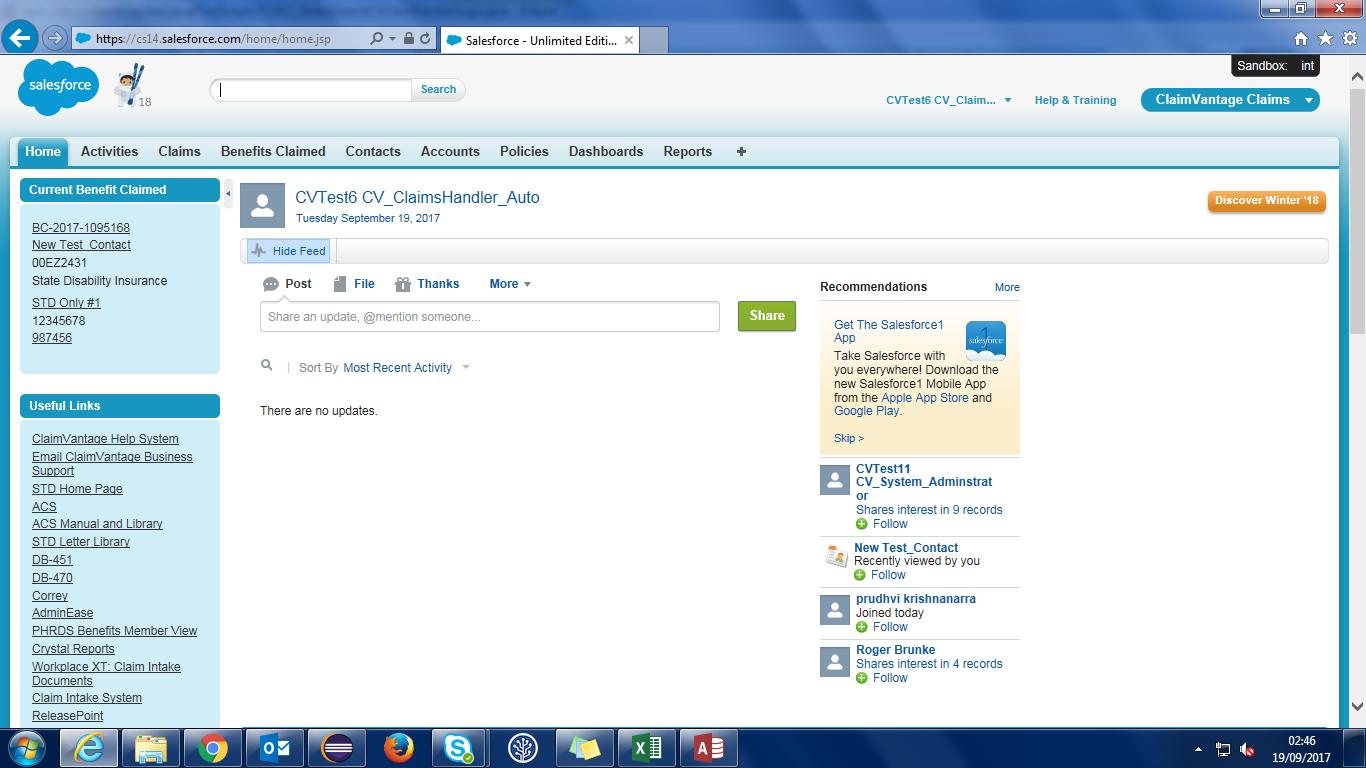 https://cs14.salesforce.com/home/home.jsp
Salesforce - Unlimited Editi...
Sandbox: int
salesforce
18
Search
CVTest6 CV_Claim...
Help & Training
ClaimVantage Claims
Home
Activities
Claims
Benefits Claimed
Contacts
Accounts
Policies
Dashboards
Reports
Current Benefit Claimed
BC-2017-1095168
New Test_Contact
00EZ2431
State Disability Insurance
STD Only #1
12345678
987456
Useful Links
ClaimVantage Help System
Email ClaimVantage Business
Support
STD Home Page
ACS
ACS Manual and Library
STD Letter Library
DB-451
DB-470
Correy
AdminEase
PHRDS Benefits Member View
Crystal Reports
Workplace XT: Claim Intake
Documents
Claim Intake System
ReleasePoint
CVTest6 CV_ClaimsHandler_Auto
Tuesday September 19, 2017
Discover Winter '18
Hide Feed
Post
File
Thanks
More
Share an update, @mention someone...
Share
Sort By Most Recent Activity
There are no updates.
Recommendations
More
Get The Salesforce1
App
salesforce
1
Take Salesforce with
you everywhere! Download the
new Salesforce1 Mobile App
from the Apple App Store and
Google Play.
Skip >
CVTest11
CV_System_Adminstrat
or
Shares interest in 9 records
Follow
New Test_Contact
Recently viewed by you
Follow
prudhvi krishnanarra
Joined today
Follow
Roger Brunke
Shares interest in 4 records
Follow
02:46
19/09/2017